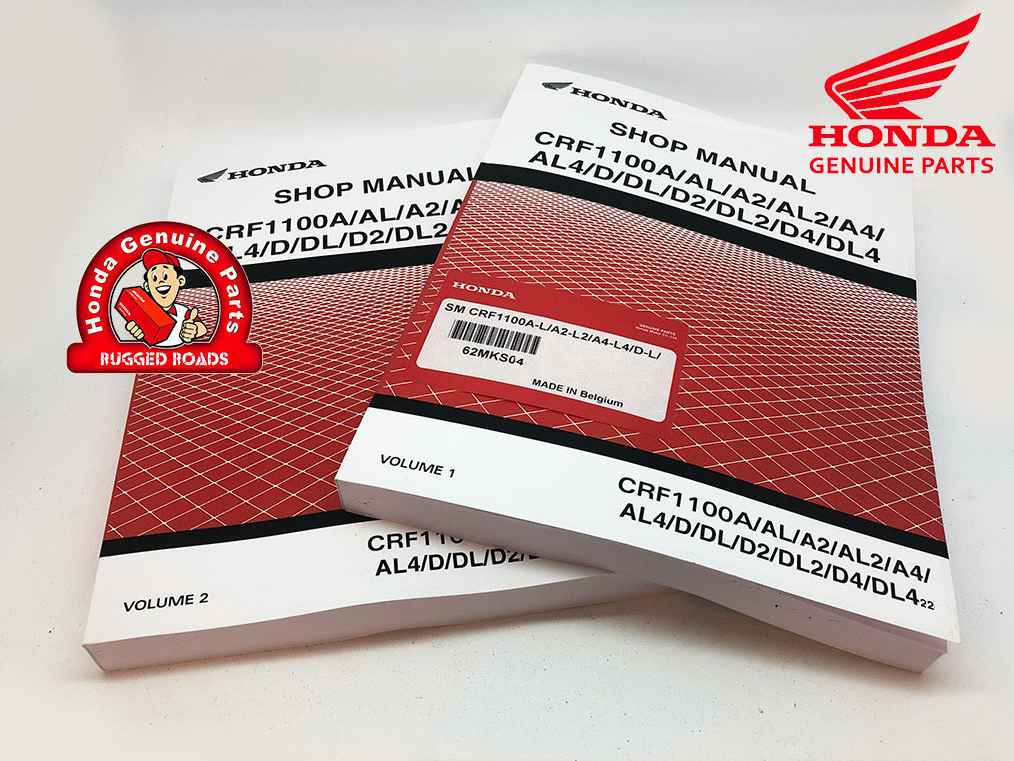 HONDA
GENUINE PARTS
HONDA
SHOP MANUAL
CRF1100A/AL/A2/AL2/A4/
AL4/D/DL/D2/DL2/D4/DL4
HONDA
SM CRF1100A-L/A2-L2/A4-L4/D-L/
62MKS04
MADE IN Belgium
GENUINE PARTS
VOLUME 1
CRF1100A/AL/A2/AL2/A4/
AL4/D/DL/D2/DL2/D4/DL4 22
HONDA
SHOP MANUAL
CRF1100A/AL/A2/A
L4/D/DL/D2/DL2
VOLUME 2
CRF110
AL4/D/DL/D2/D
Honda Genuine Parts
RUGGED ROADS